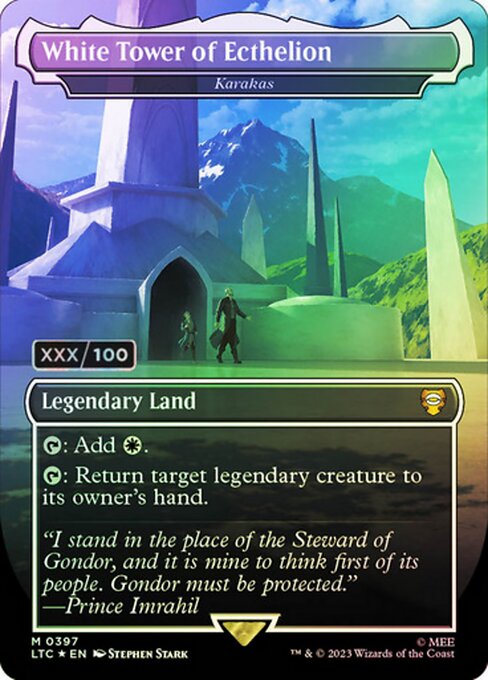 White Tower of Ecthelion
Karakas
XXX/100
Legendary Land
: Add .
: Return target legendary creature to
its owner's hand.
“I stand in the place of the Steward of
Gondor, and it is mine to think first of its
people. Gondor must be protected.”
—Prince Imrahil
M 0397
LTC ★ EN Stephen Stark
© MEE
™ & © 2023 Wizards of the Coast